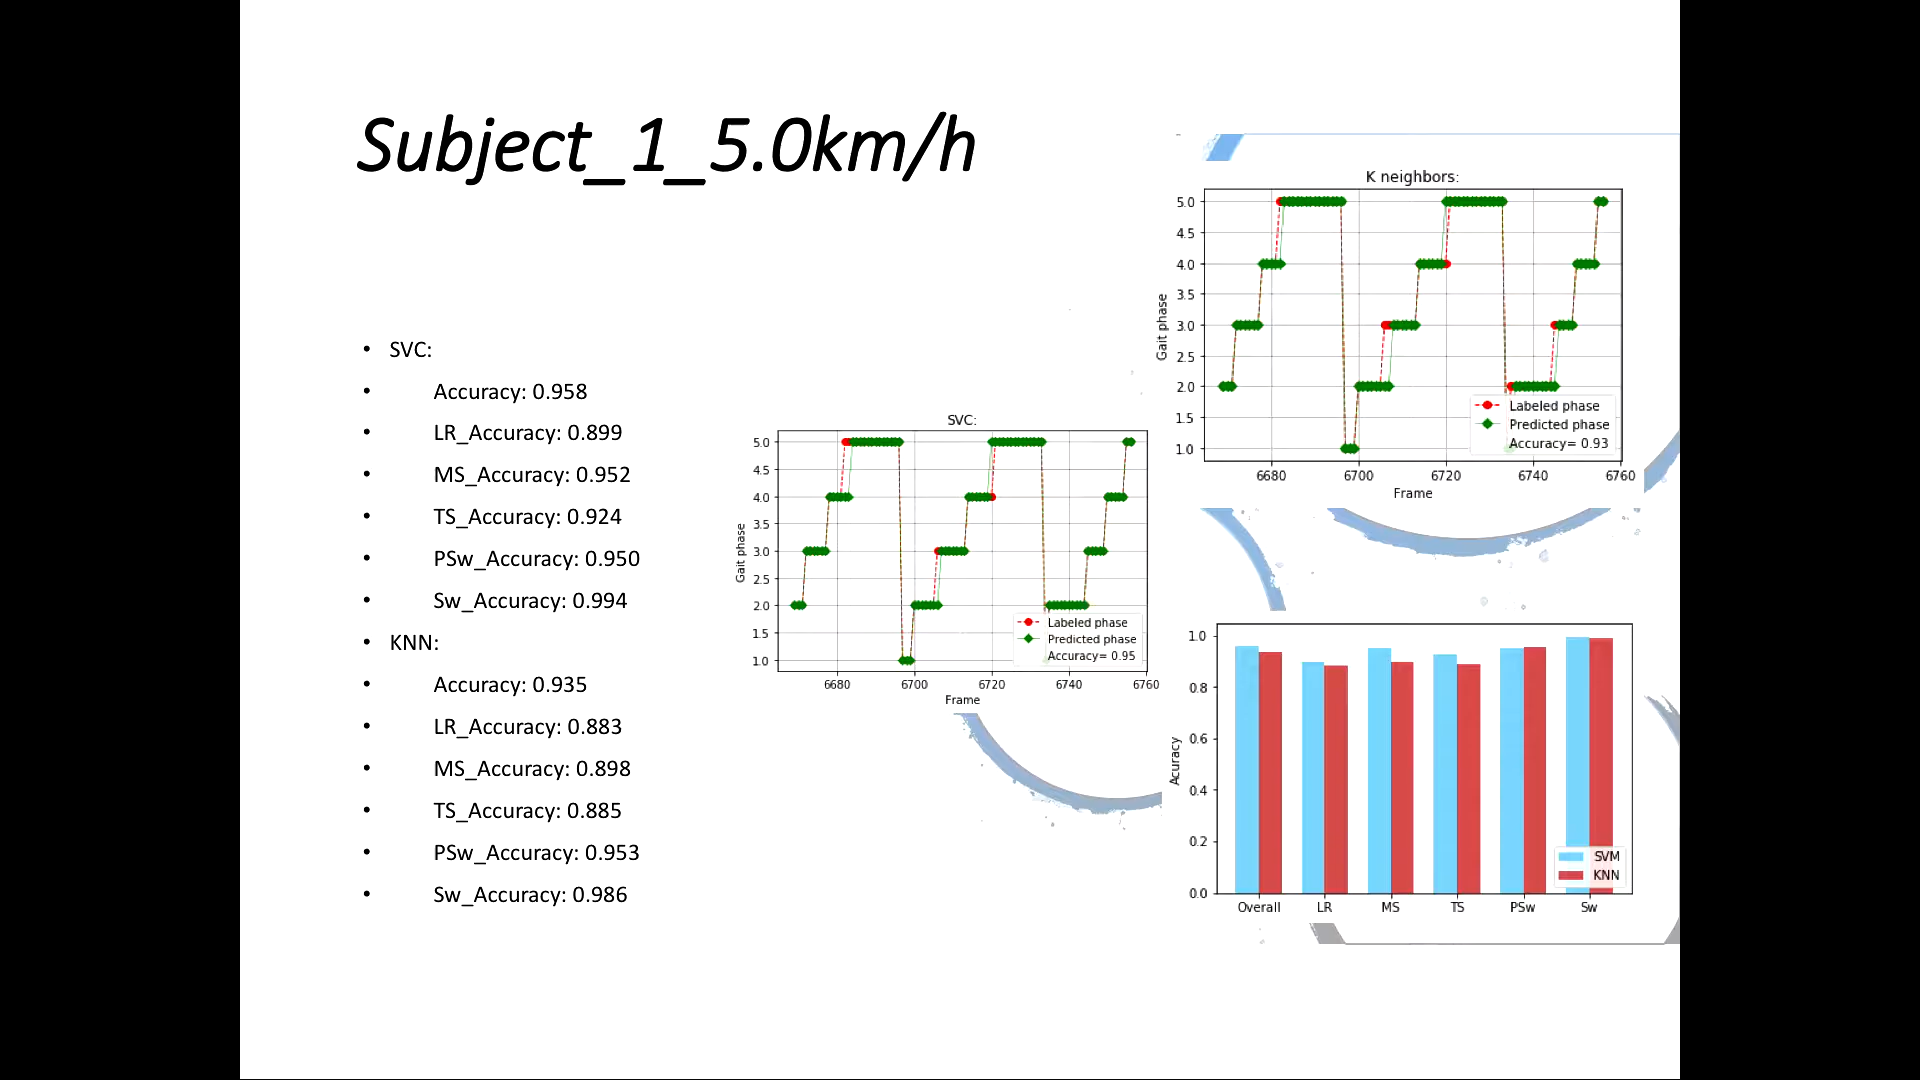 Subject_1_5.0km/h
• SVC:
• Accuracy: 0.958
• LR_Accuracy: 0.899
• MS_Accuracy: 0.952
• TS_Accuracy: 0.924
• PSw_Accuracy: 0.950
• Sw_Accuracy: 0.994
• KNN:
• Accuracy: 0.935
• LR_Accuracy: 0.883
• MS_Accuracy: 0.898
• TS_Accuracy: 0.885
• PSw_Accuracy: 0.953
• Sw_Accuracy: 0.986
SVC:
Gait phase
5.0
4.5
4.0
3.5
3.0
2.5
2.0
1.5
1.0
Labeled phase
Predicted phase
Accuracy= 0.95
6680 6700 6720 6740 6760
Frame
K neighbors:
Gait phase
5.0
4.5
4.0
3.5
3.0
2.5
2.0
1.5
1.0
Labeled phase
Predicted phase
Accuracy= 0.93
6680 6700 6720 6740 6760
Frame
Acuracy
1.0
0.8
0.6
0.4
0.2
0.0
SVM
KNN
Overall LR MS TS PSw Sw